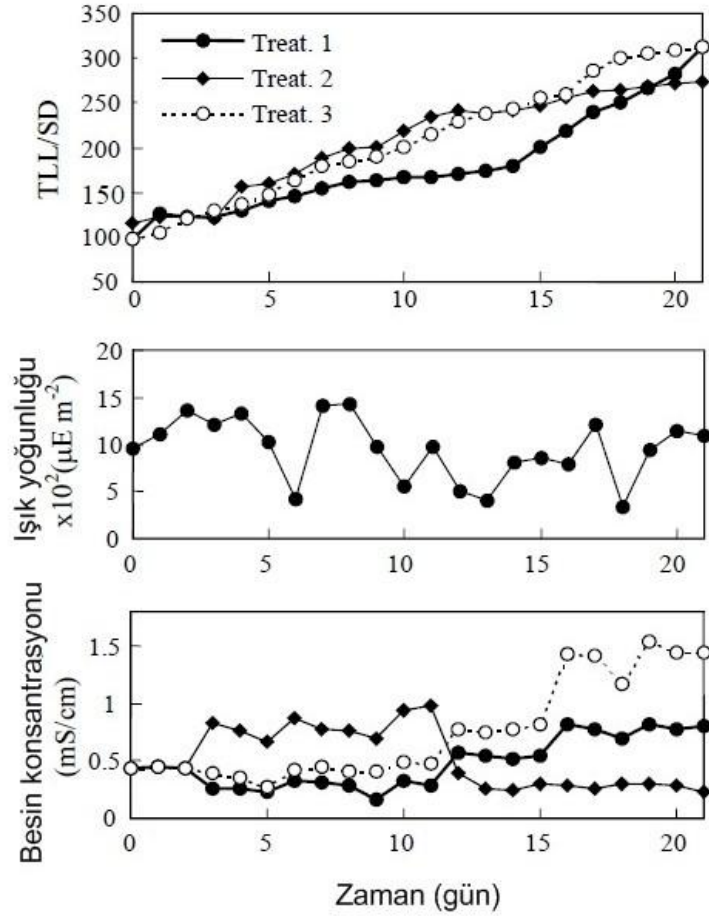 350
300
250
200
150
100
50
TLL/SD
Treat. 1
Treat. 2
Treat. 3
0 5 10 15 20
20
15
10
5
0
Işık yoğunluğu
x10²(µE m⁻²)
0 5 10 15 20
1.5
1
0.5
0
Besin konsantrasyonu
(mS/cm)
0 5 10 15 20
Zaman (gün)